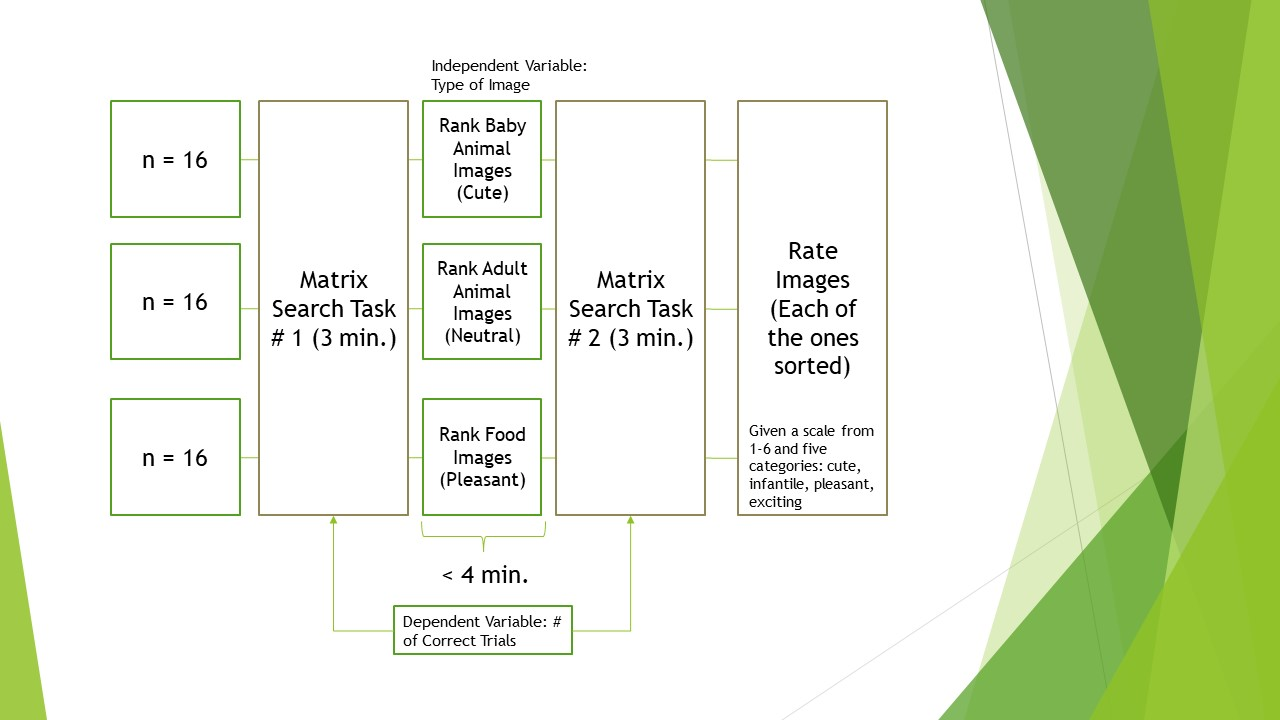 Independent Variable:
Type of Image
n = 16
n = 16
n = 16
Matrix
Search Task
# 1 (3 min.)
Rank Baby
Animal
Images
(Cute)
Rank Adult
Animal
Images
(Neutral)
Rank Food
Images
(Pleasant)
Matrix
Search Task
# 2 (3 min.)
Rate
Images
(Each of
the ones
sorted)
Given a scale from
1-6 and five
categories: cute,
infantile, pleasant,
exciting
< 4 min.
Dependent Variable: #
of Correct Trials